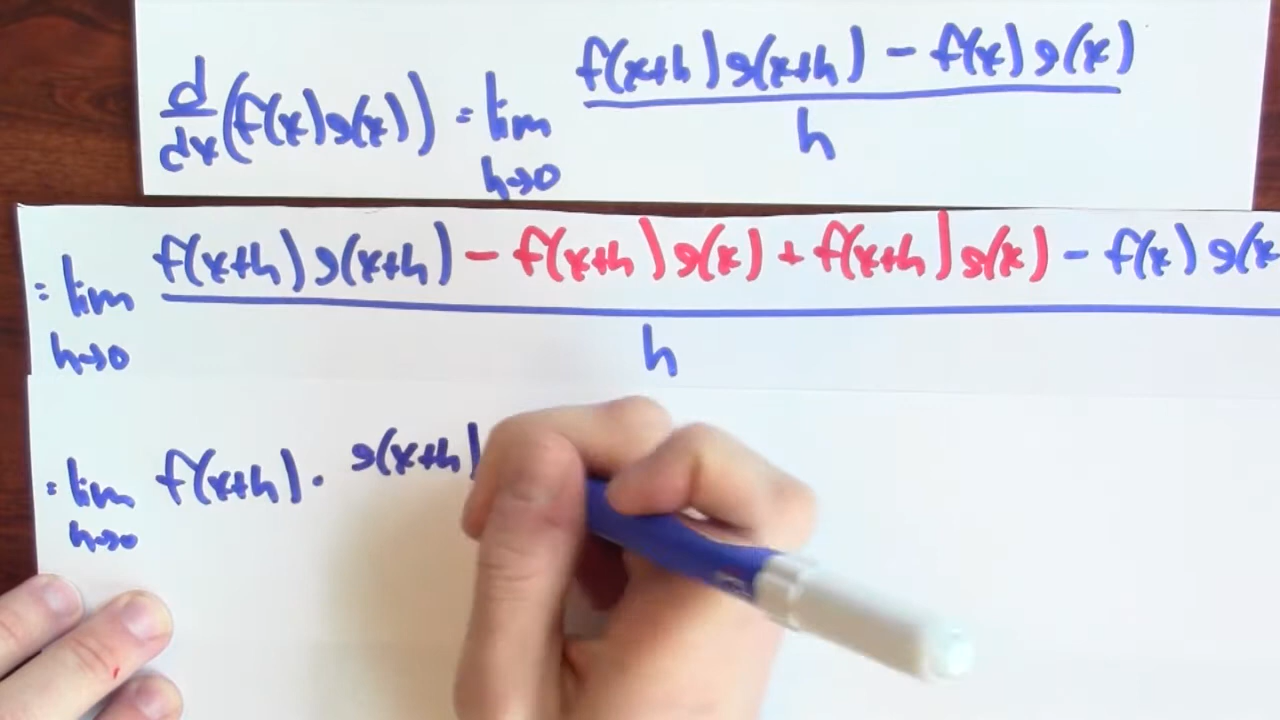 d/dx (f(x)g(x)) = lim h→0 f(x+h)g(x+h) - f(x)g(x) / h
= lim h→0 f(x+h)g(x+h) - f(x+h)g(x) + f(x+h)g(x) - f(x)g(x / h
= lim h→0 f(x+h) · g(x+h)